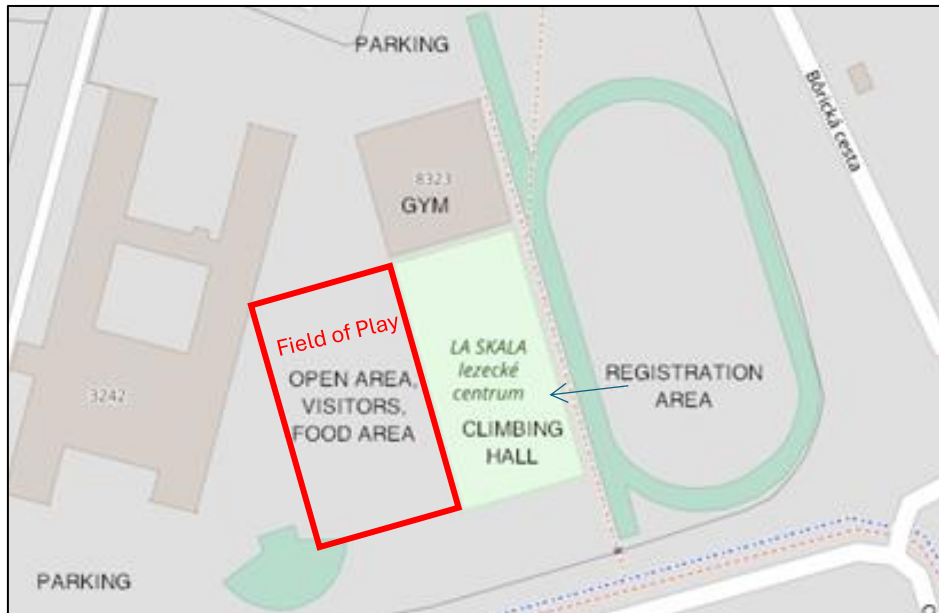 PARKING
Bôrická cesta
8323
GYM
Field of Play
OPEN AREA,
VISITORS,
FOOD AREA
LA SKALA
lezecké
centrum
CLIMBING
HALL
REGISTRATION
AREA
3242
PARKING